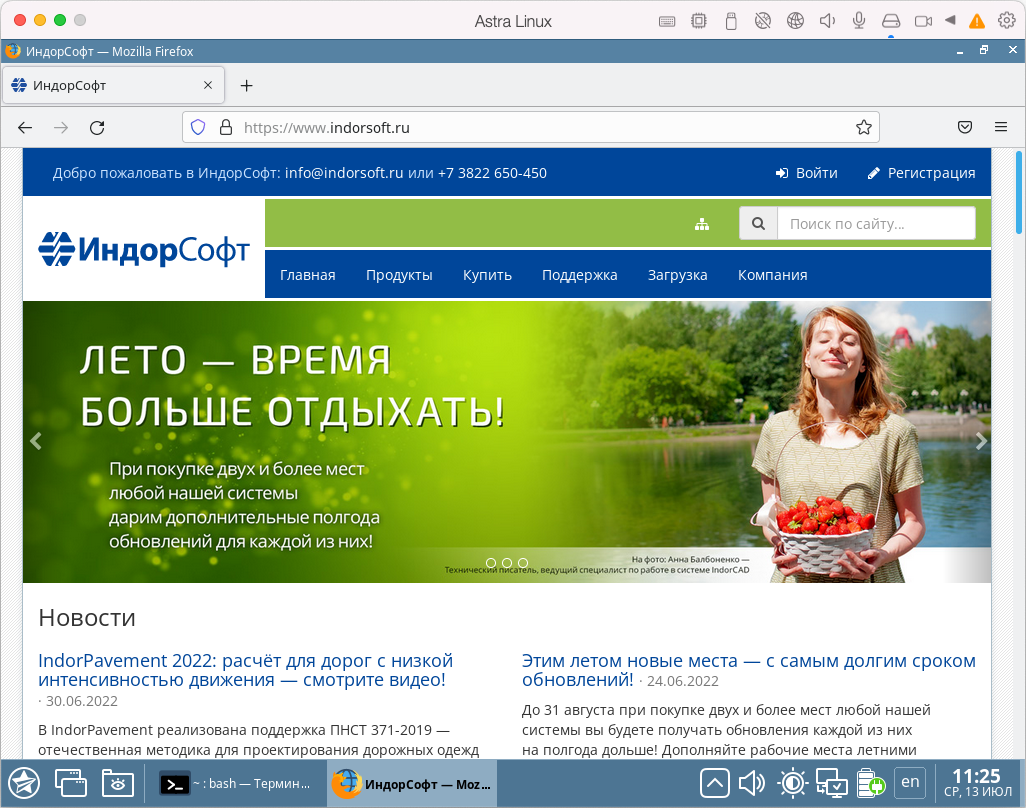 Astra Linux
ИндорСофт — Mozilla Firefox
ИндорСофт
https://www.indorsoft.ru
Добро пожаловать в ИндорСофт: info@indorsoft.ru или +7 3822 650-450
Войти
Регистрация
ИндорСофт
Поиск по сайту...
Главная
Продукты
Купить
Поддержка
Загрузка
Компания
ЛЕТО — ВРЕМЯ
БОЛЬШЕ ОТДЫХАТЬ!
При покупке двух и более мест
любой нашей системы
дарим дополнительные полгода
обновлений для каждой из них!
На фото: Анна Балбоненко —
Технический писатель, ведущий специалист по работе в системе IndorCAD
Новости
IndorPavement 2022: расчёт для дорог с низкой
интенсивностью движения — смотрите видео!
· 30.06.2022
В IndorPavement реализована поддержка ПНСТ 371-2019 —
отечественная методика для проектирования дорожных одежд
Этим летом новые места — с самым долгим сроком
обновлений! · 24.06.2022
До 31 августа при покупке двух и более мест любой нашей
системы вы будете получать обновления каждой из них
на полгода дольше! Дополняйте рабочие места летними
~ : bash — Термин...
ИндорСофт — Moz...
en
11:25
СР, 13 ИЮЛ